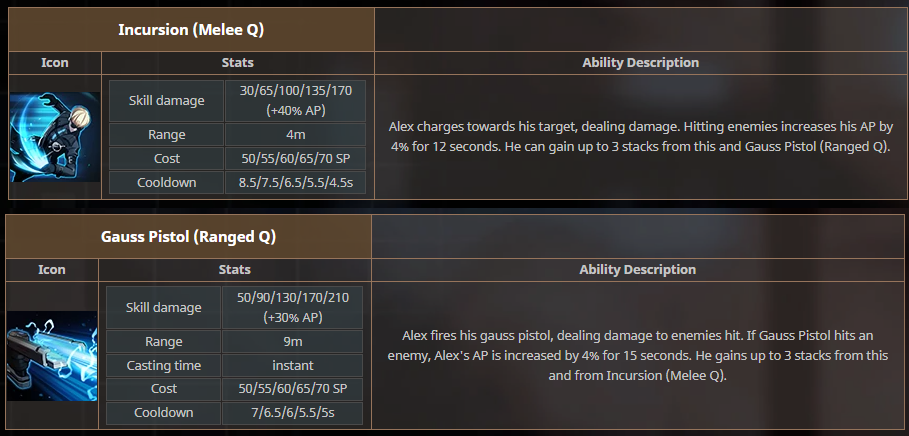 Incursion (Melee Q)
Icon
Stats
Ability Description
Skill damage
30/65/100/135/170
(+40% AP)
Range
4m
Cost
50/55/60/65/70 SP
Cooldown
8.5/7.5/6.5/5.5/4.5s
Alex charges towards his target, dealing damage. Hitting enemies increases his AP by
4% for 12 seconds. He can gain up to 3 stacks from this and Gauss Pistol (Ranged Q).
Gauss Pistol (Ranged Q)
Icon
Stats
Ability Description
Skill damage
50/90/130/170/210
(+30% AP)
Range
9m
Casting time
instant
Cost
50/55/60/65/70 SP
Cooldown
7/6.5/6/5.5/5s
Alex fires his gauss pistol, dealing damage to enemies hit. If Gauss Pistol hits an
enemy, Alex's AP is increased by 4% for 15 seconds. He gains up to 3 stacks from this
and from Incursion (Melee Q).